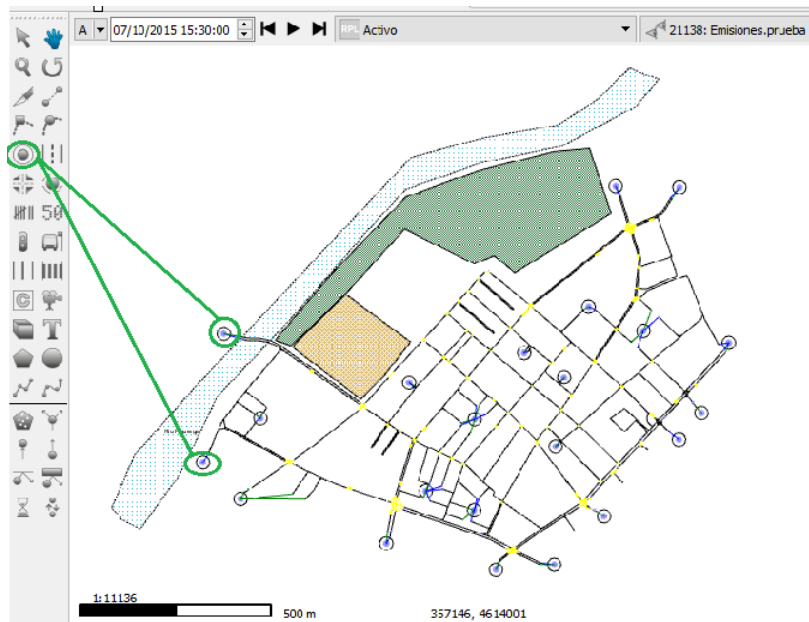 A 07/10/2015 15:30:00 RPL Activo 21138: Emisiones.prueba
50
C T
1:11136
500 m 357146, 4614001